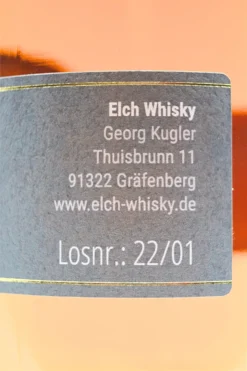 Elch Whisky
Georg Kugler
Thuisbrunn 11
91322 Gräfenberg
www.elch-whisky.de
Losnr.: 22/01